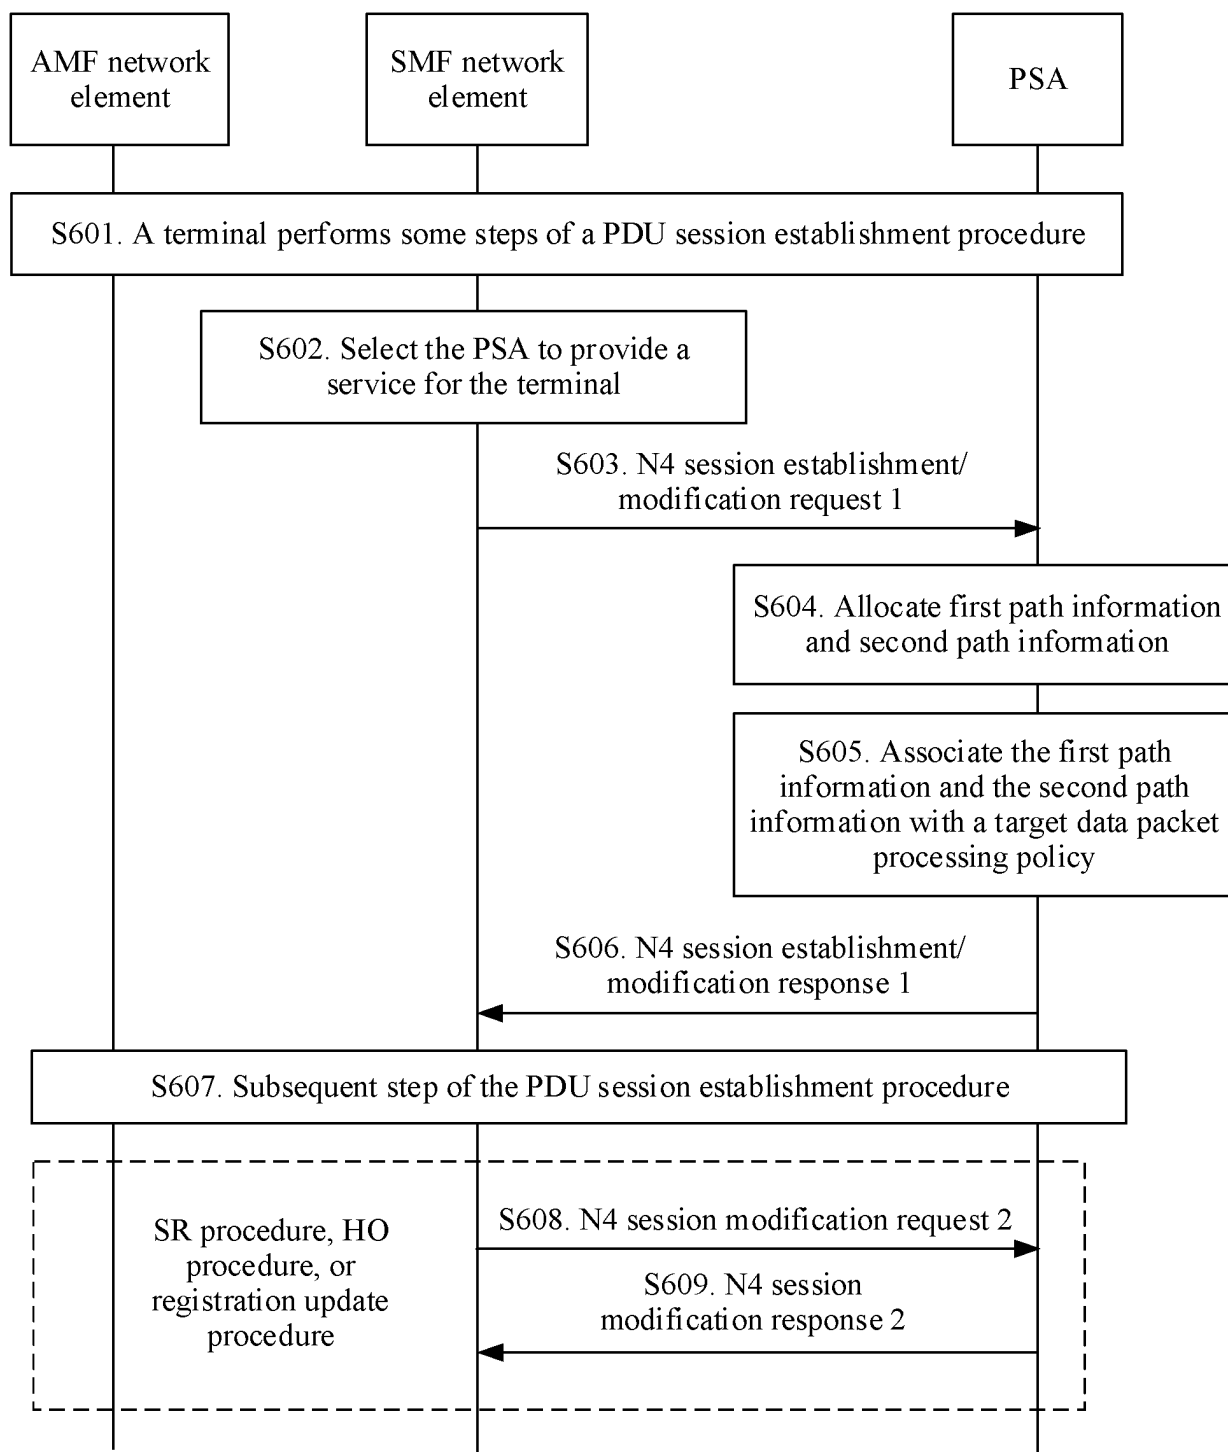 AMF network
element
SMF network
element
PSA
S601. A terminal performs some steps of a PDU session establishment procedure
S602. Select the PSA to provide a
service for the terminal
S603. N4 session establishment/
modification request 1
S604. Allocate first path information
and second path information
S605. Associate the first path
information and the second path
information with a target data packet
processing policy
S606. N4 session establishment/
modification response 1
S607. Subsequent step of the PDU session establishment procedure
SR procedure, HO
procedure, or
registration update
procedure
S608. N4 session modification request 2
S609. N4 session
modification response 2